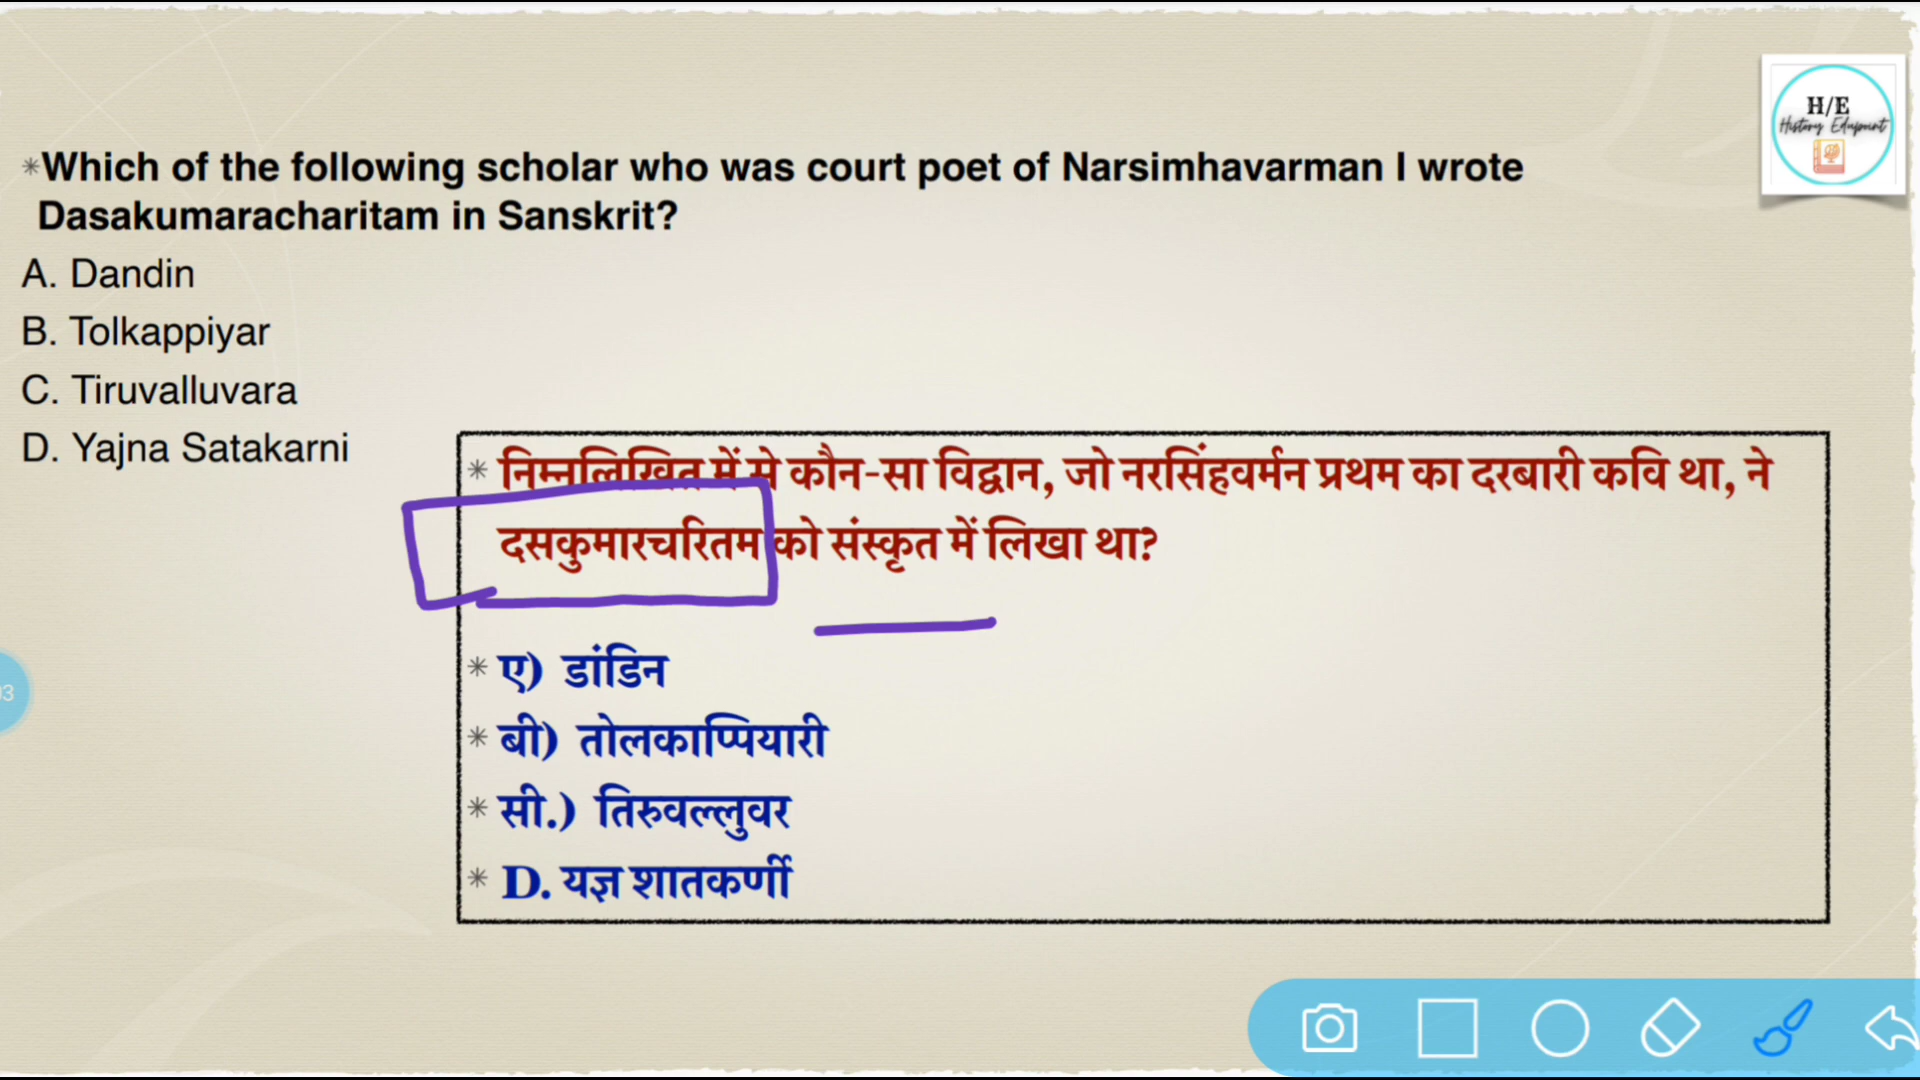 H/E
History Edupoint
*Which of the following scholar who was court poet of Narsimhavarman I wrote
Dasakumaracharitam in Sanskrit?
A. Dandin
B. Tolkappiyar
C. Tiruvalluvara
D. Yajna Satakarni
* निम्नलिखित में से कौन-सा विद्वान, जो नरसिंहवर्मन प्रथम का दरबारी कवि था, ने
दसकुमारचरितम को संस्कृत में लिखा था?
* ए) डांडिन
* बी) तोलकाप्पियारी
* सी.) तिरुवल्लुवर
* D. यज्ञ शातकर्णी